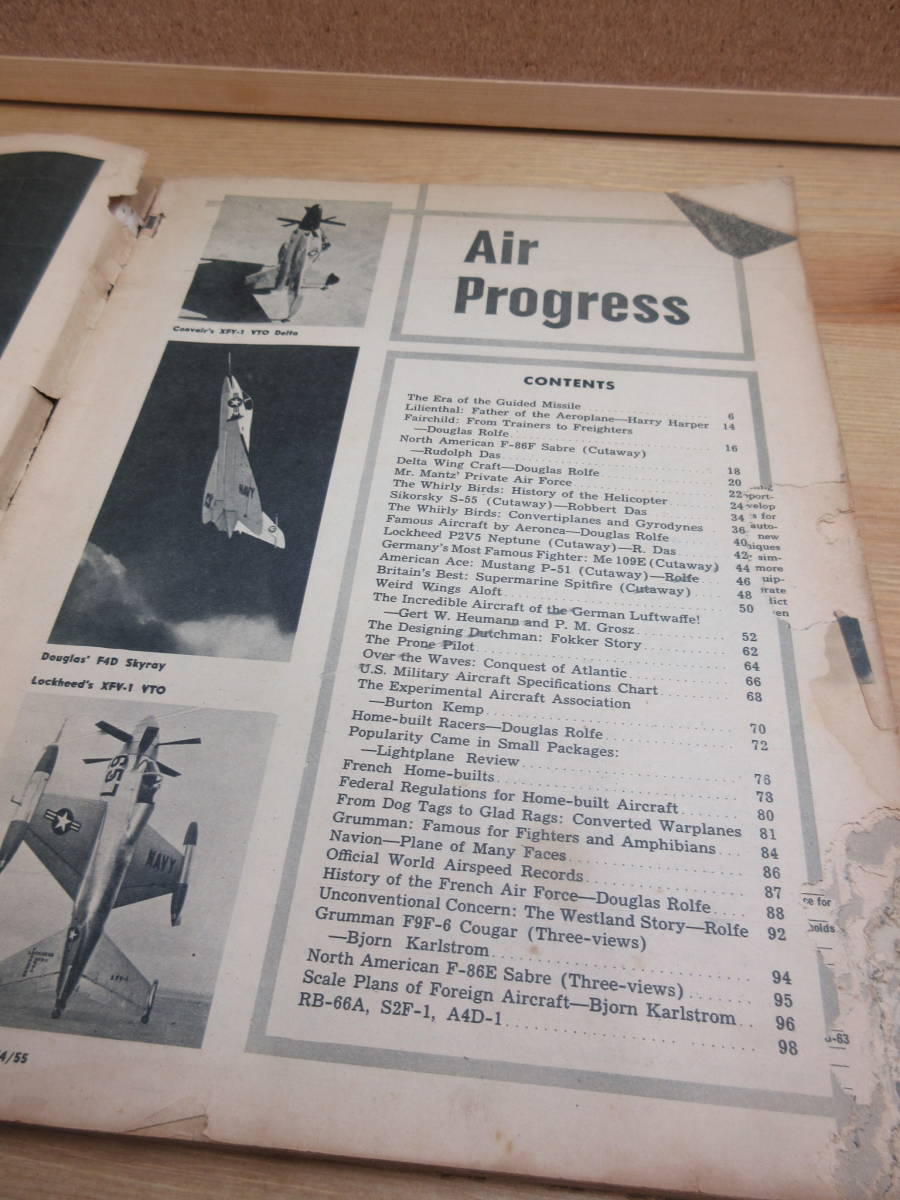 Convair's XFY-1 VTO Delta
Douglas' F4D Skyray
Lockheed's XFV-1 VTO
NAVY
657
NAVY
4/55
Air
Progress
CONTENTS
The Era of the Guided Missile 6
Lilienthal: Father of the Aeroplane—Harry Harper 14
Fairchild: From Trainers to Freighters
—Douglas Rolfe 16
North American F-86F Sabre (Cutaway)
—Rudolph Das 18
Delta Wing Craft—Douglas Rolfe 20
Mr. Mantz' Private Air Force 22
The Whirly Birds: History of the Helicopter 24
Sikorsky S-55 (Cutaway)—Robbert Das 34
The Whirly Birds: Convertiplanes and Gyrodynes 36
Famous Aircraft by Aeronca—Douglas Rolfe 40
Lockheed P2V5 Neptune (Cutaway)—R. Das 42
Germany's Most Famous Fighter: Me 109E (Cutaway) 44
American Ace: Mustang P-51 (Cutaway)—Rolfe 46
Britain's Best: Supermarine Spitfire (Cutaway) 48
Weird Wings Aloft 50
The Incredible Aircraft of the German Luftwaffe!
—Gert W. Heumann and P. M. Grosz 52
The Designing Dutchman: Fokker Story 62
The Prone Pilot 64
Over the Waves: Conquest of Atlantic 66
U.S. Military Aircraft Specifications Chart 68
The Experimental Aircraft Association
—Burton Kemp 70
Home-built Racers—Douglas Rolfe 72
Popularity Came in Small Packages:
—Lightplane Review 76
French Home-builts 78
Federal Regulations for Home-built Aircraft 80
From Dog Tags to Glad Rags: Converted Warplanes 81
Grumman: Famous for Fighters and Amphibians 84
Navion—Plane of Many Faces 86
Official World Airspeed Records 87
History of the French Air Force—Douglas Rolfe 88
Unconventional Concern: The Westland Story—Rolfe 92
Grumman F9F-6 Cougar (Three-views)
—Bjorn Karlstrom 94
North American F-86E Sabre (Three-views) 95
Scale Plans of Foreign Aircraft—Bjorn Karlstrom 96
RB-66A, S2F-1, A4D-1 98
new
more
for